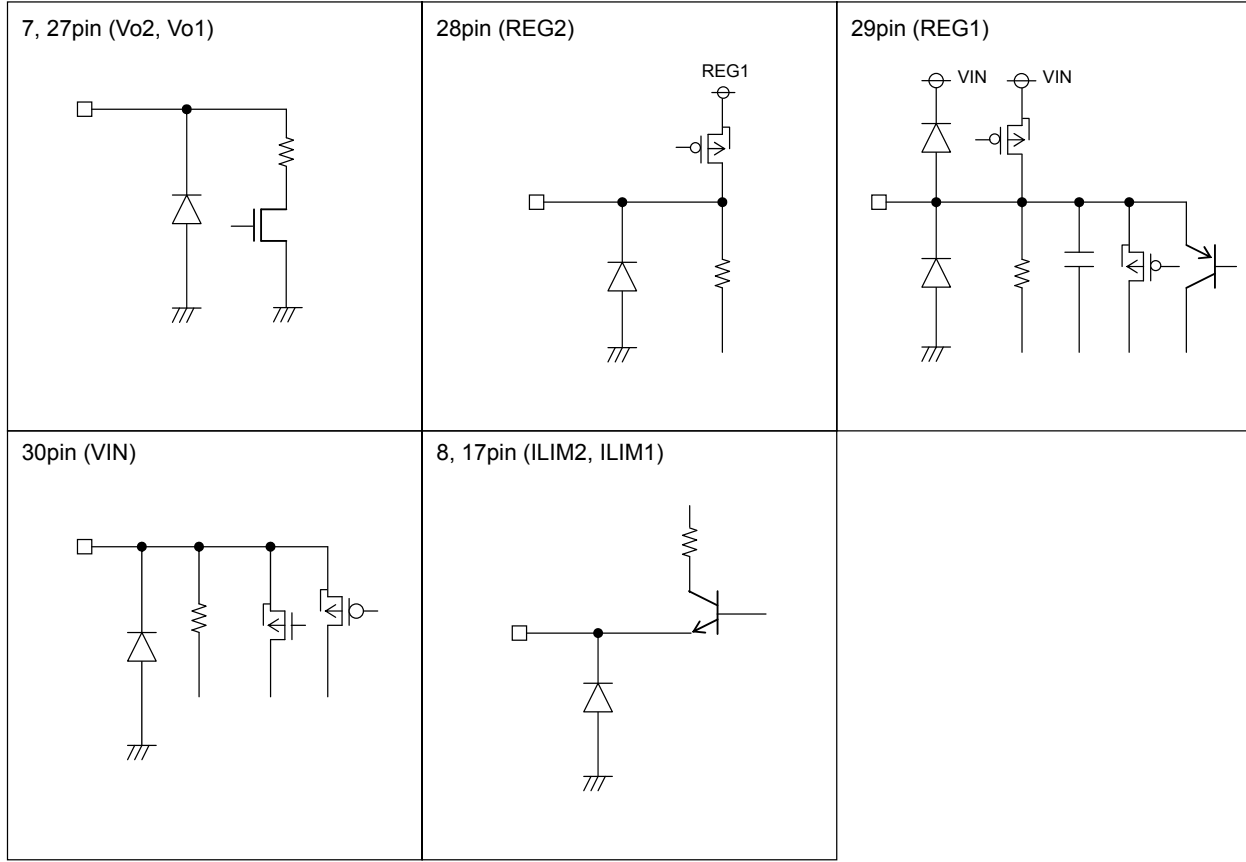 7, 27pin (Vo2, Vo1)
28pin (REG2)
29pin (REG1)
REG1
VIN
VIN
30pin (VIN)
8, 17pin (ILIM2, ILIM1)